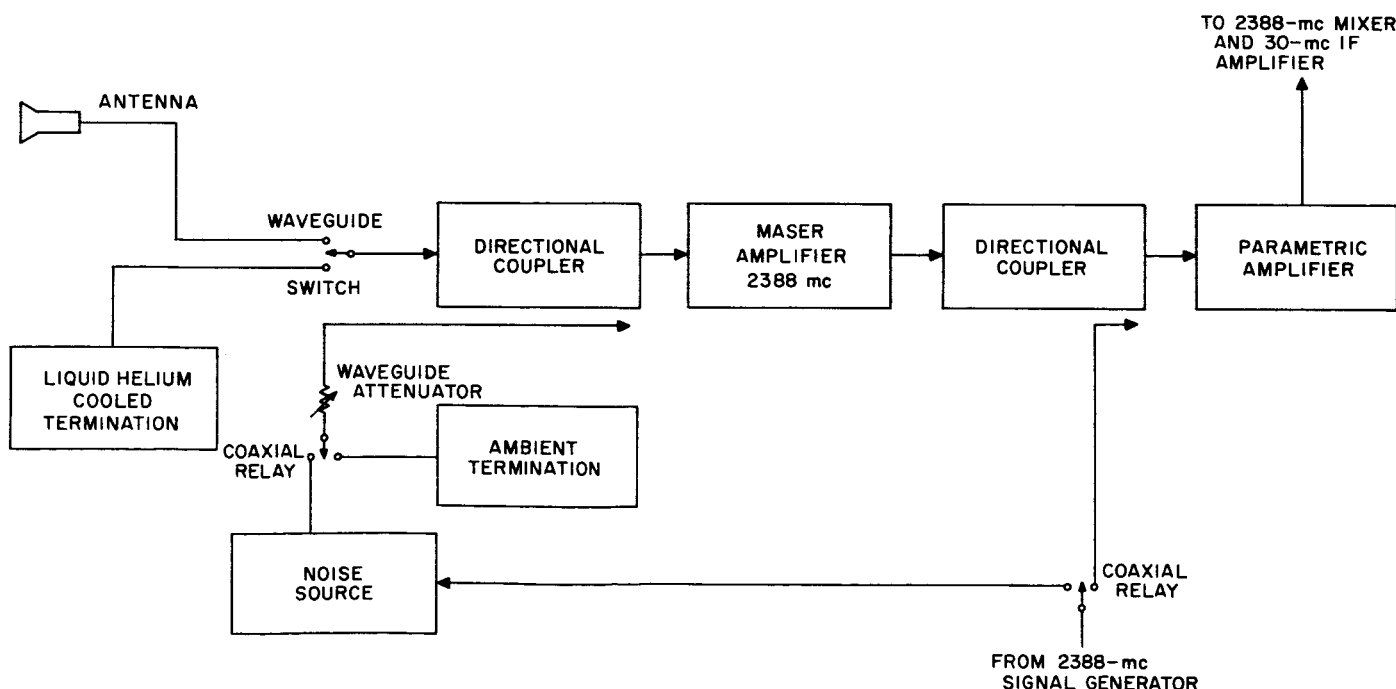 TO 2388-mc MIXER
AND 30-mc IF
AMPLIFIER
ANTENNA
WAVEGUIDE
SWITCH
DIRECTIONAL
COUPLER
MASER
AMPLIFIER
2388 mc
DIRECTIONAL
COUPLER
PARAMETRIC
AMPLIFIER
LIQUID HELIUM
COOLED
TERMINATION
WAVEGUIDE
ATTENUATOR
COAXIAL
RELAY
AMBIENT
TERMINATION
NOISE
SOURCE
COAXIAL
RELAY
FROM 2388-mc
SIGNAL GENERATOR